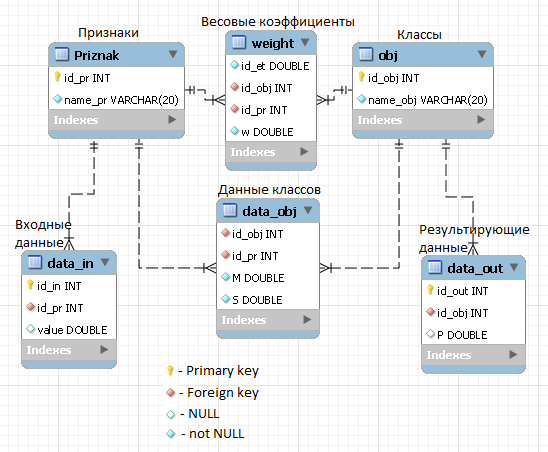 Признаки
Весовые коэффициенты
Классы
Priznak
id_pr INT
name_pr VARCHAR(20)
Indexes
weight
id_et DOUBLE
id_obj INT
id_pr INT
w DOUBLE
Indexes
obj
id_obj INT
name_obj VARCHAR(20)
Indexes
Входные
данные
data_in
id_in INT
id_pr INT
value DOUBLE
Indexes
Данные классов
data_obj
id_obj INT
id_pr INT
M DOUBLE
S DOUBLE
Indexes
Результирующие
данные
data_out
id_out INT
id_obj INT
P DOUBLE
Indexes
- Primary key
- Foreign key
- NULL
- not NULL